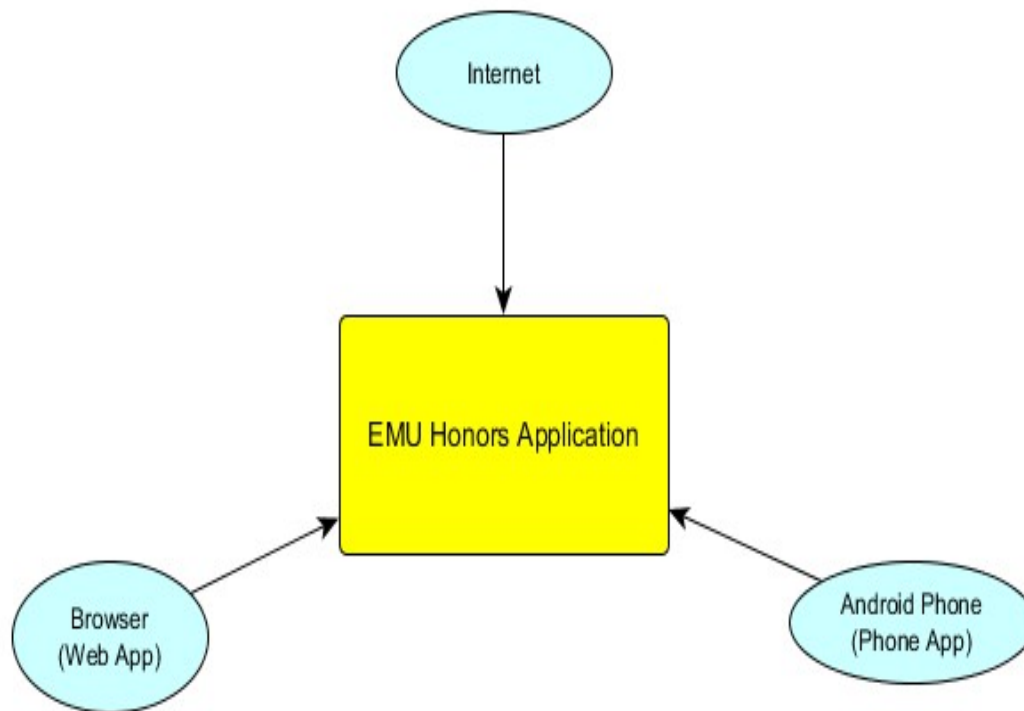 Internet
EMU Honors Application
Browser
(Web App)
Android Phone
(Phone App)